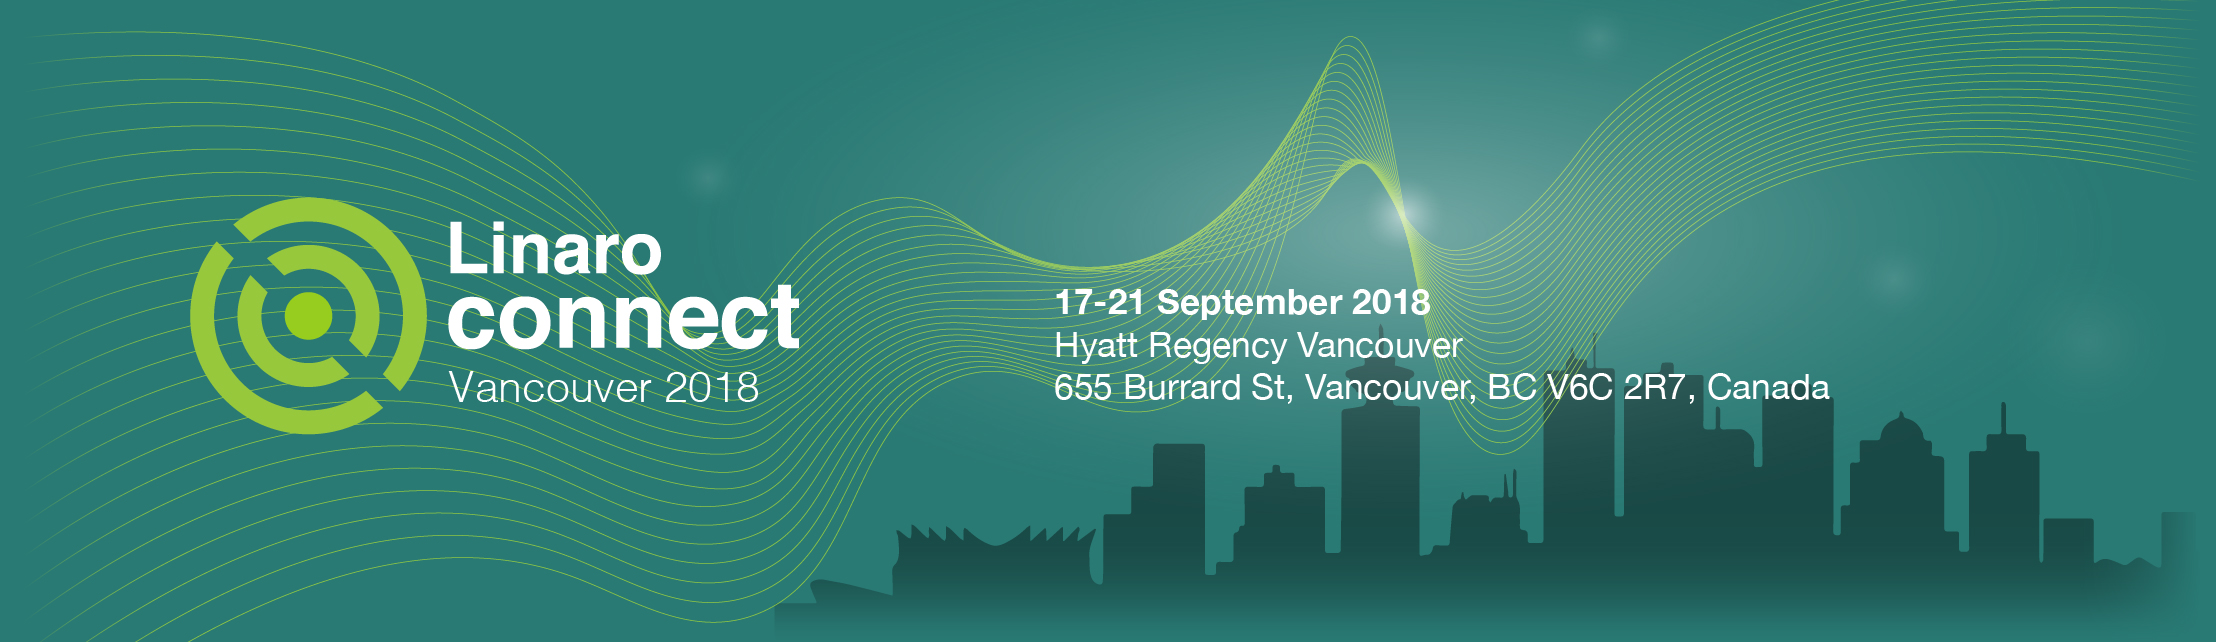 Linaro
connect
Vancouver 2018
17-21 September 2018
Hyatt Regency Vancouver
655 Burrard St, Vancouver, BC V6C 2R7, Canada